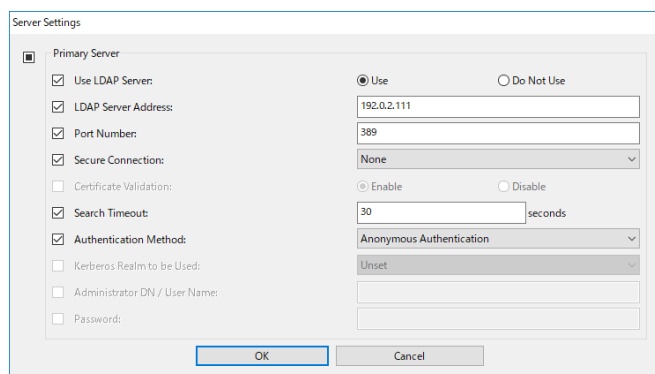 Server Settings
Primary Server
Use LDAP Server: Use Do Not Use
LDAP Server Address: 192.0.2.111
Port Number: 389
Secure Connection: None
Certificate Validation: Enable Disable
Search Timeout: 30 seconds
Authentication Method: Anonymous Authentication
Kerberos Realm to be Used: Unset
Administrator DN / User Name:
Password:
OK Cancel